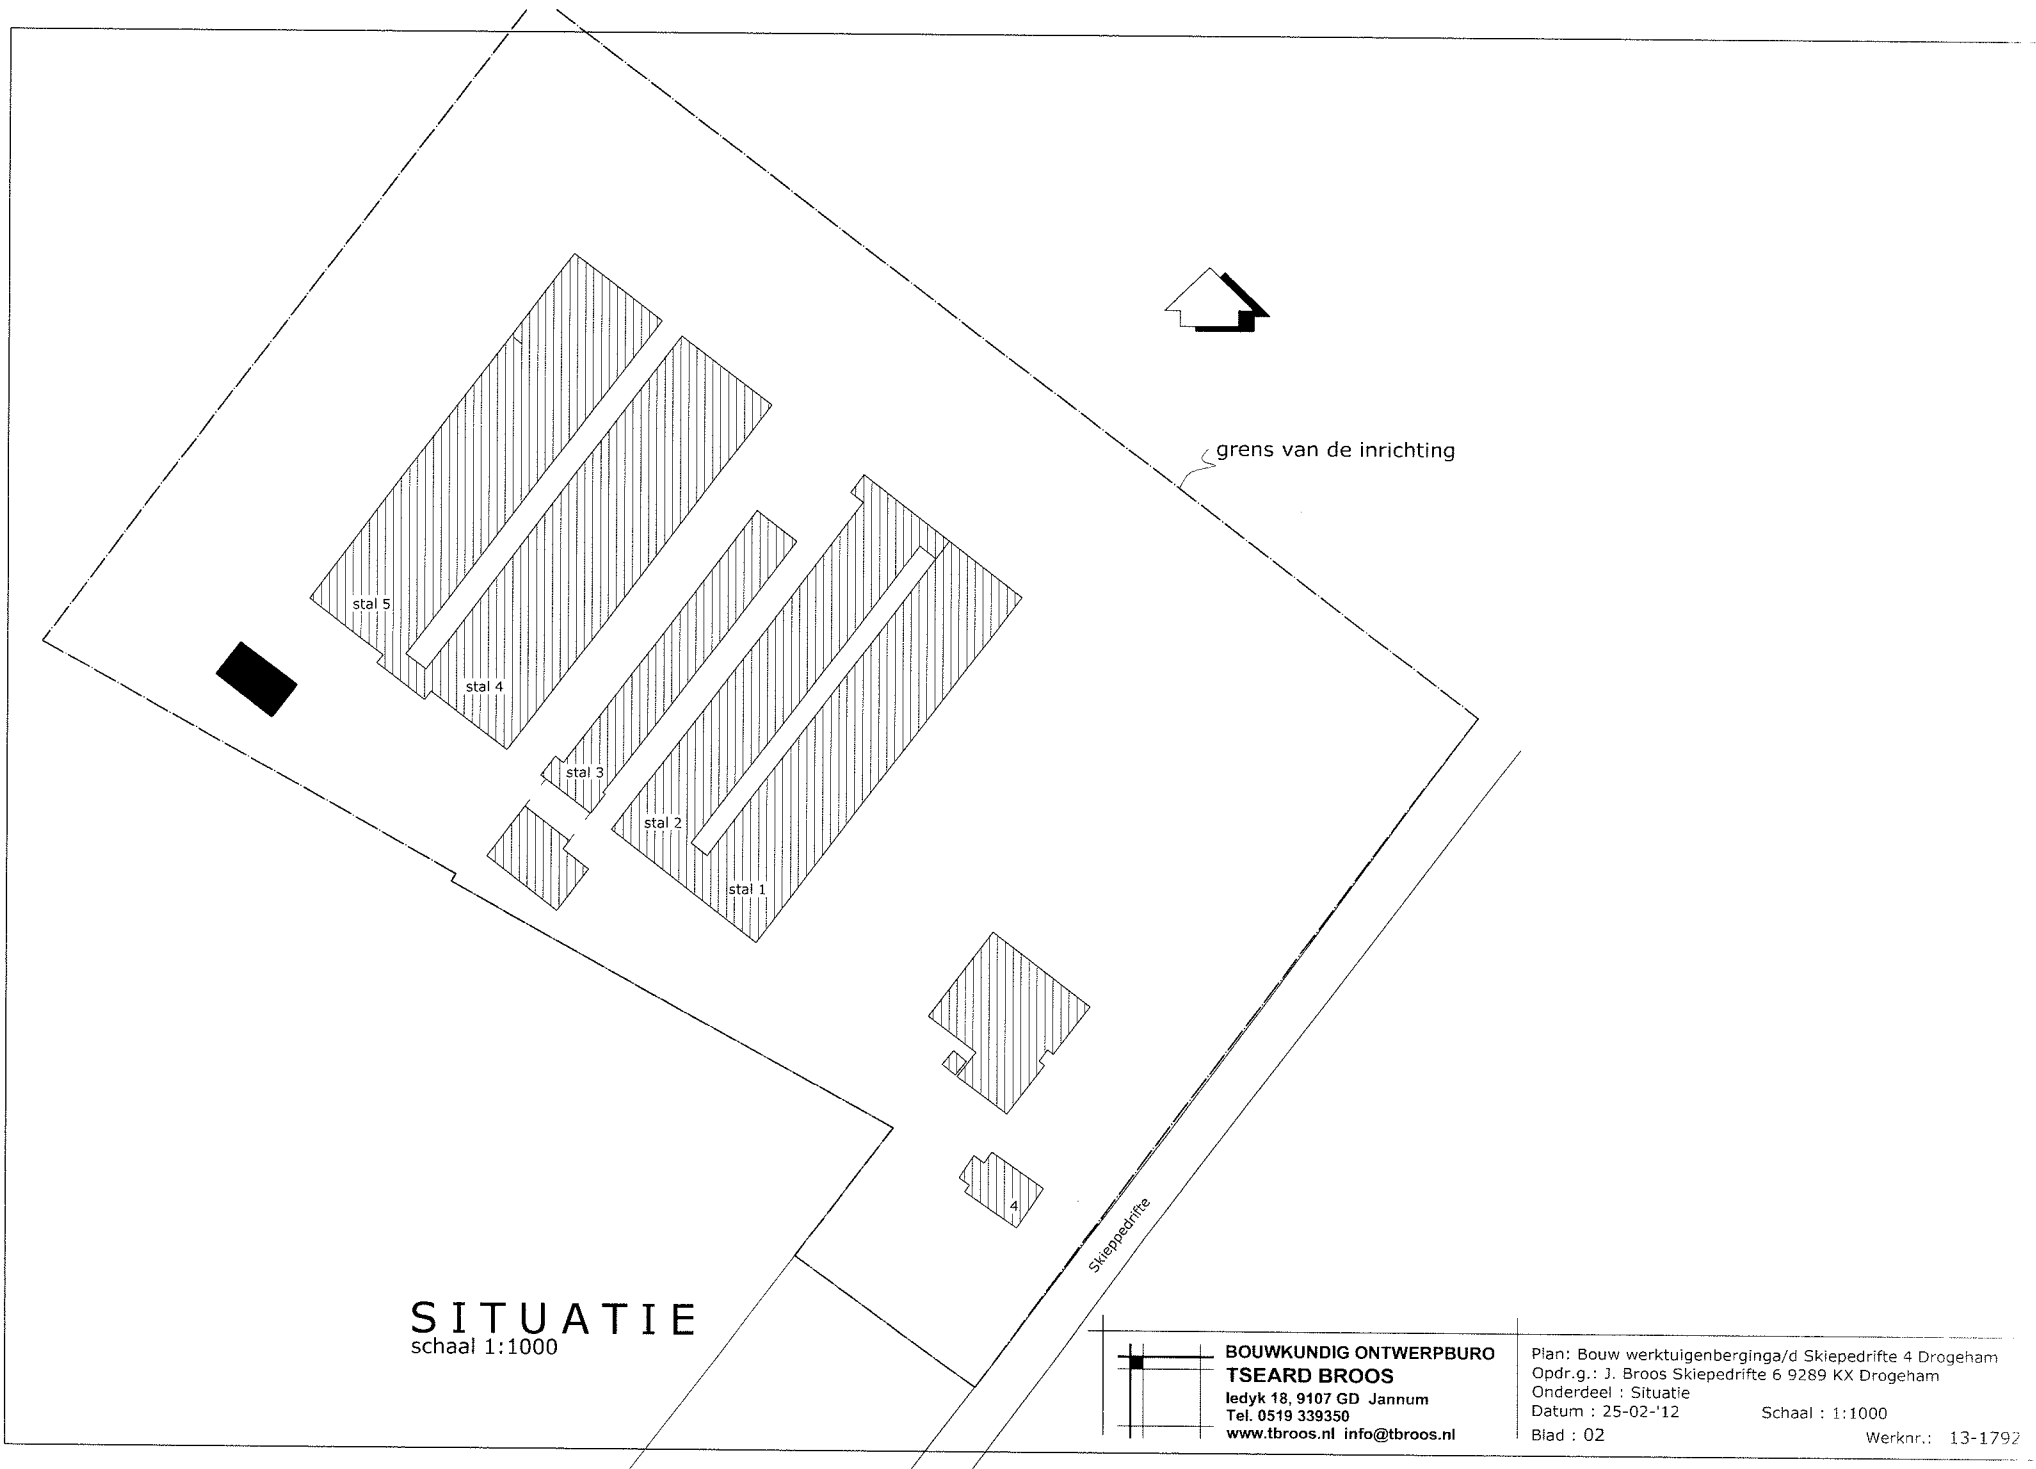 grens van de inrichting
stal 5
stal 4
stal 3
stal 2
stal 1
4
Skieppedrifte
SITUATIE
schaal 1:1000
BOUWKUNDIG ONTWERPBURO
TSEARD BROOS
Iedyk 18, 9107 GD Jannum
Tel. 0519 339350
www.tbroos.nl info@tbroos.nl
Plan: Bouw werktuigenberginga/d Skiepedrifte 4 Drogeham
Opdr.g.: J. Broos Skiepedrifte 6 9289 KX Drogeham
Onderdeel : Situatie
Datum : 25-02-'12 Schaal : 1:1000
Blad : 02 Werknr.: 13-1792